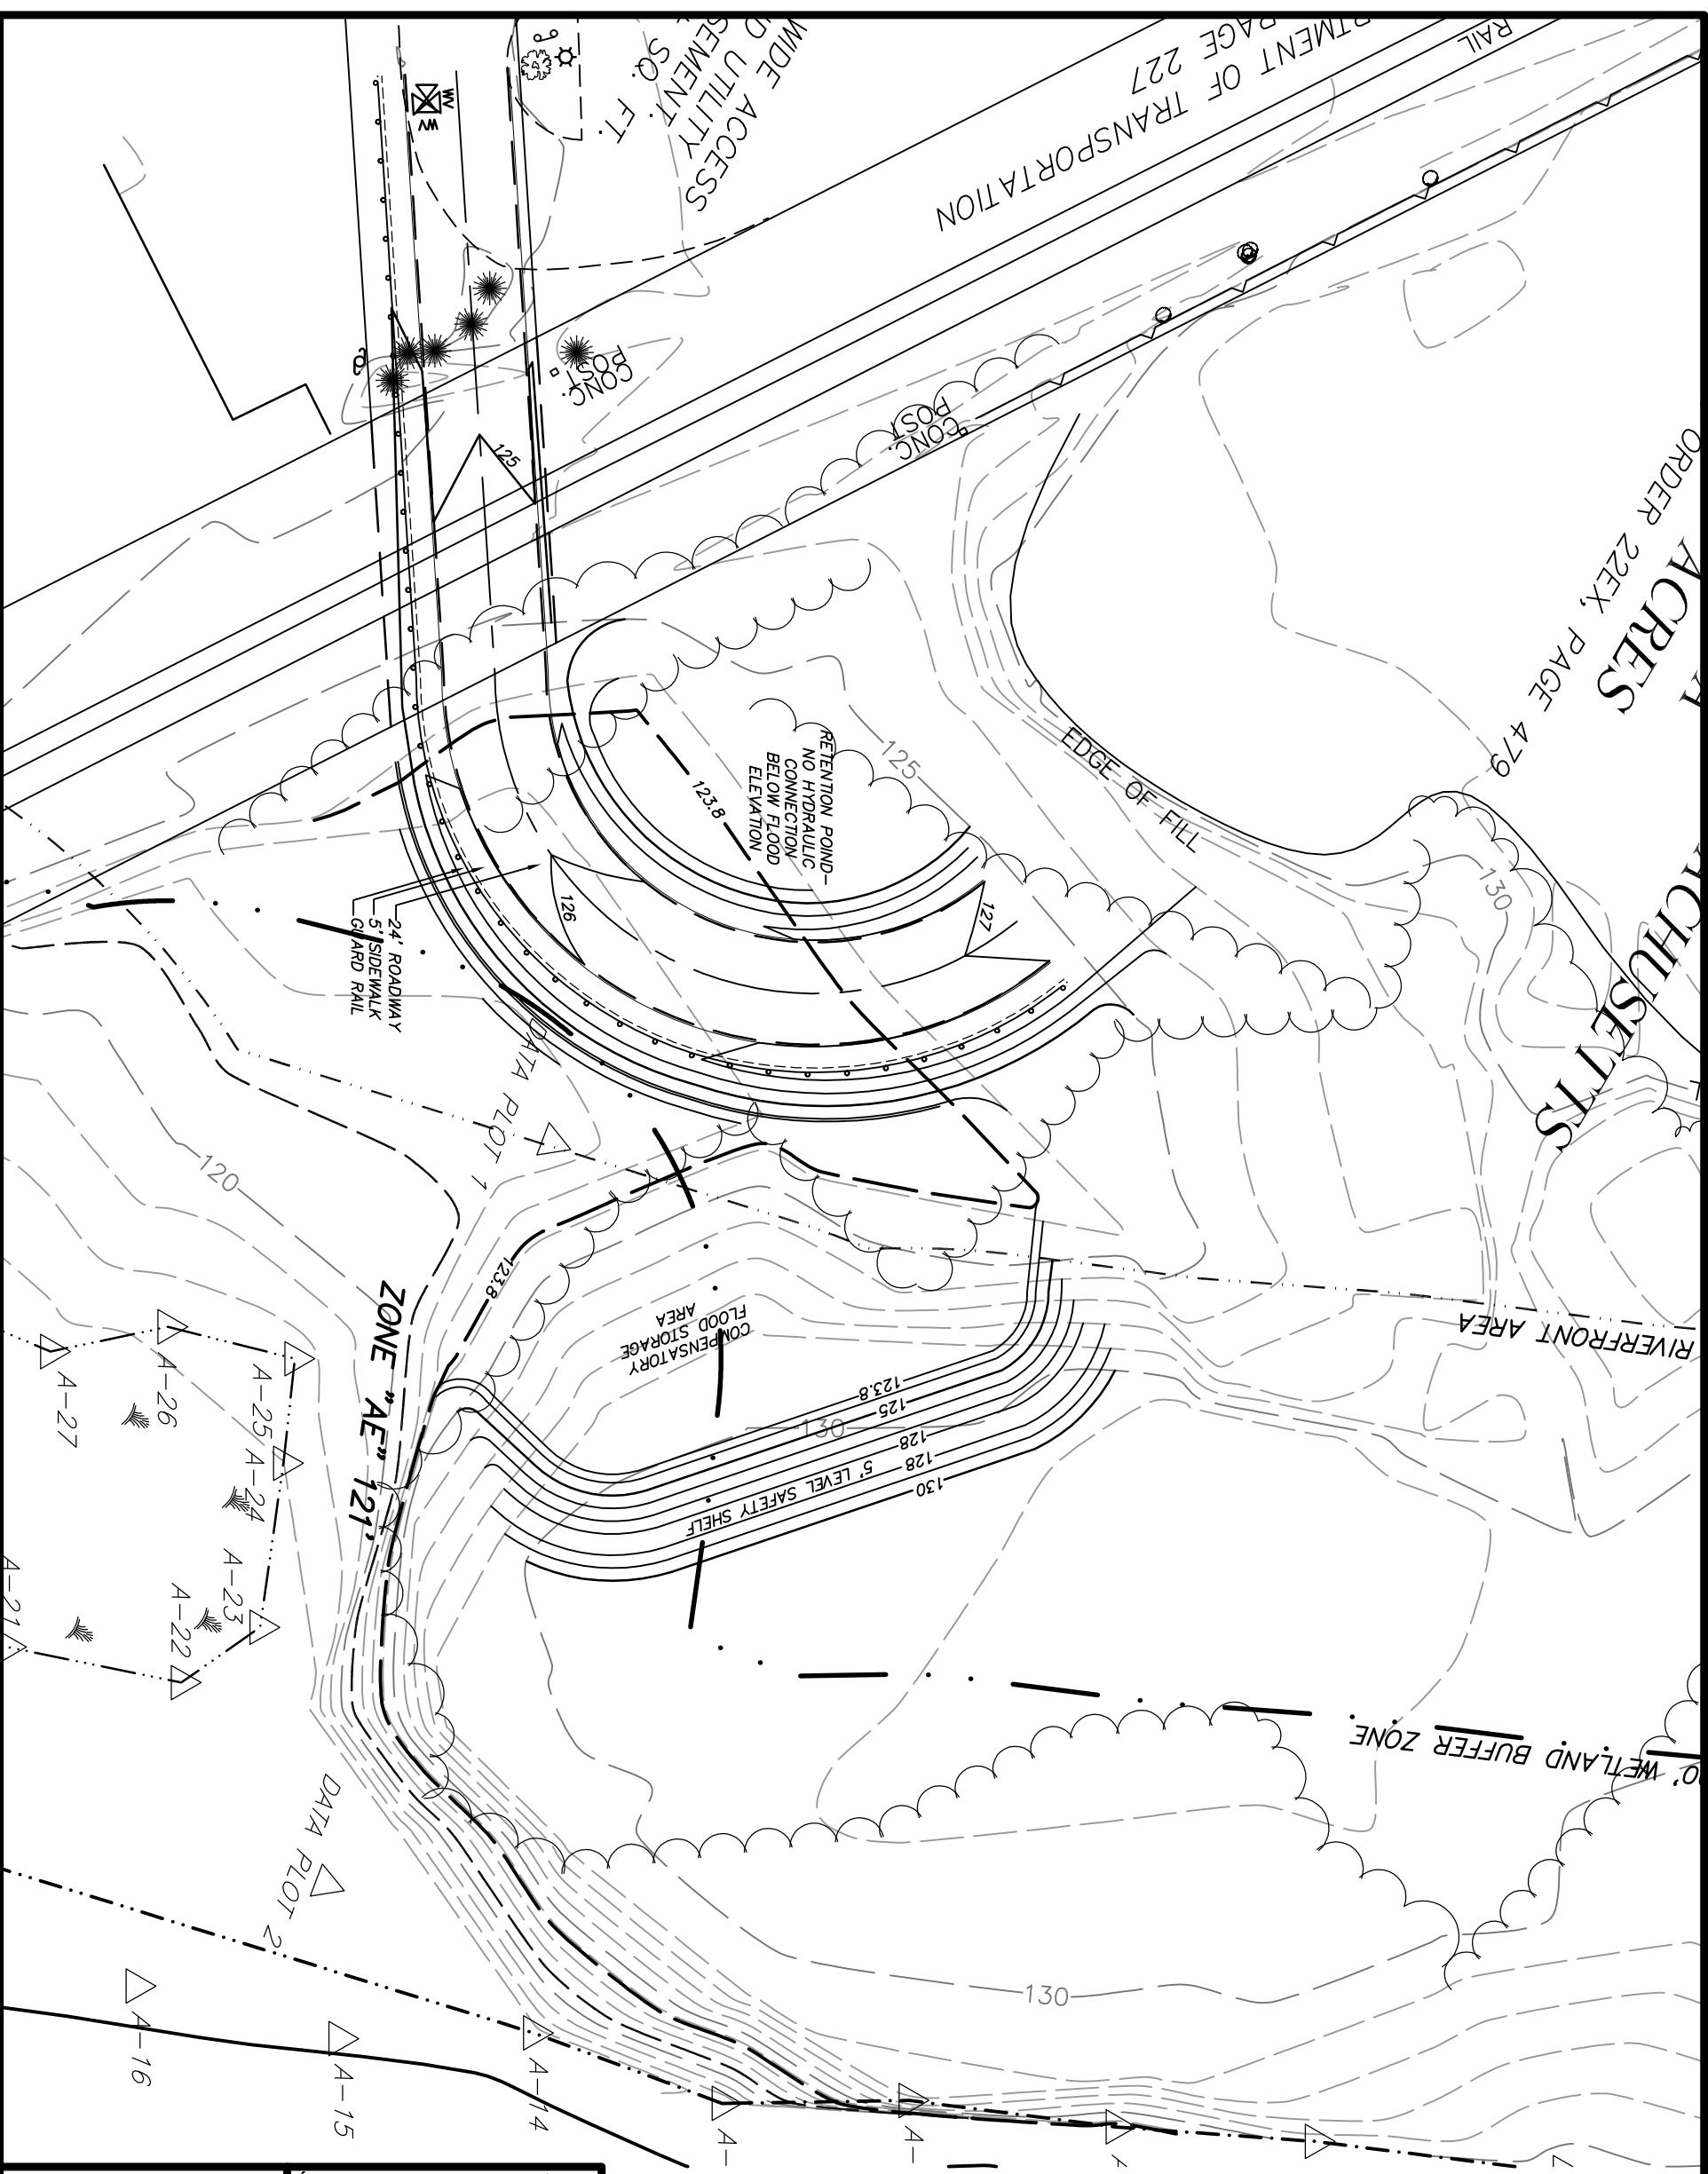 WIDE ACCESS
UTILITY
SQ. FT.
OF TRANSPORTATION
PAGE 227
RAIL
W
W
125
CONC.
POST
CONC.
POST
ORDER 22EX, PAGE 479
ACRES
RETENTION POIND-
NO HYDRAULIC
CONNECTION
BELOW FLOOD
ELEVATION
123.8
125
EDGE OF FILL
130
126
127
24' ROADWAY
5' SIDEWALK
GUARD RAIL
DATA PLOT 1
120
123.8
ZONE "AE" 121'
COMPENSATORY
FLOOD STORAGE
AREA
RIVERFRONT AREA
123.8
125
130
128
128
5' LEVEL SAFETY SHELF
130
A-27
A-26
A-25
A-24
A-23
A-22
A-21
WETLAND BUFFER ZONE
DATA PLOT 2
130
A-16
A-15
A-14
A-
A-